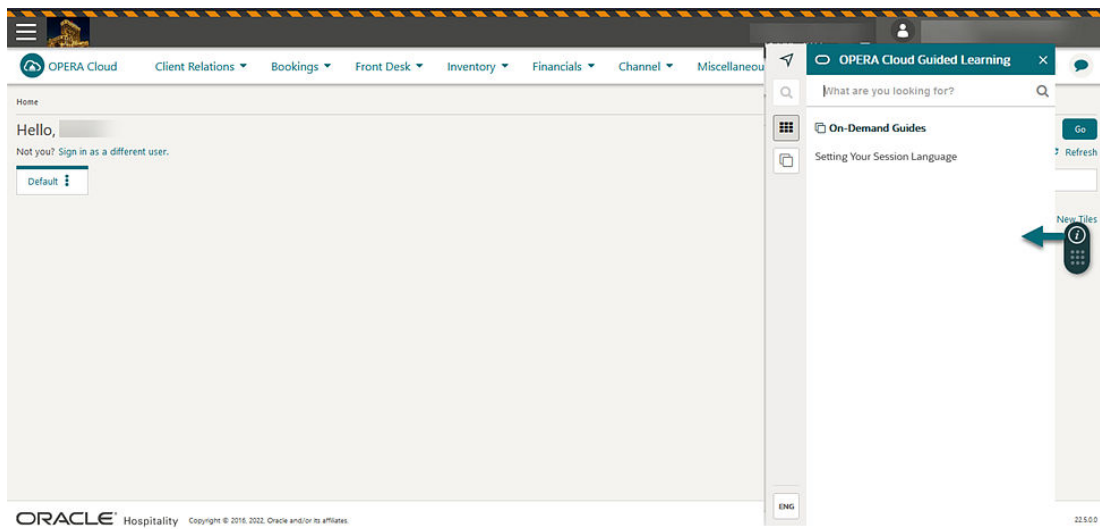 OPERA Cloud Client Relations Bookings Front Desk Inventory Financials Channel Miscellaneou
Home
Hello,
Not you? Sign in as a different user.
Default
OPERA Cloud Guided Learning
What are you looking for?
On-Demand Guides
Setting Your Session Language
Go
Refresh
New Tiles
ENG
ORACLE Hospitality Copyright © 2016, 2022, Oracle and/or its affiliates.
22.5.0.0